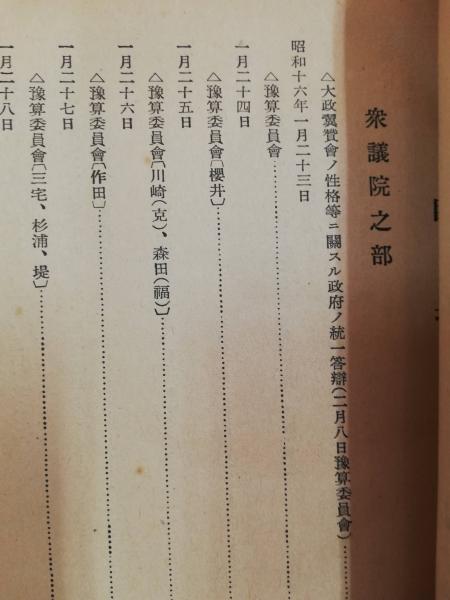 衆議院之部
△大政翼賛會ノ性格等ニ關スル政府ノ統一答辯(二月八日豫算委員會)
昭和十六年一月二十三日
△豫算委員會
一月二十四日
△豫算委員會〔櫻井〕
一月二十五日
△豫算委員會〔川崎(克)、森田(福)〕
一月二十六日
△豫算委員會〔作田〕
一月二十七日
△豫算委員會〔三宅、杉浦、堤〕
一月二十八日